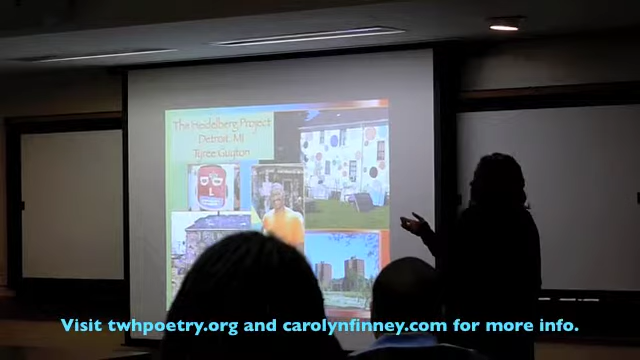 The Heidelberg Project
Detroit, MI
Tyree Guyton
Visit twhpoetry.org and carolynfinney.com for more info.